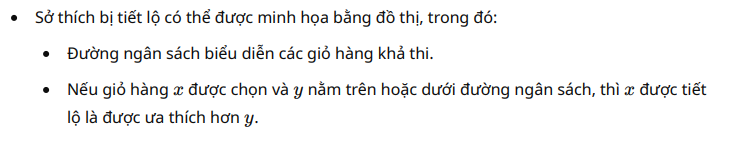 • Sở thích bị tiết lộ có thể được minh họa bằng đồ thị, trong đó:
• Đường ngân sách biểu diễn các giỏ hàng khả thi.
• Nếu giỏ hàng x được chọn và y nằm trên hoặc dưới đường ngân sách, thì x được tiết
lộ là được ưa thích hơn y.